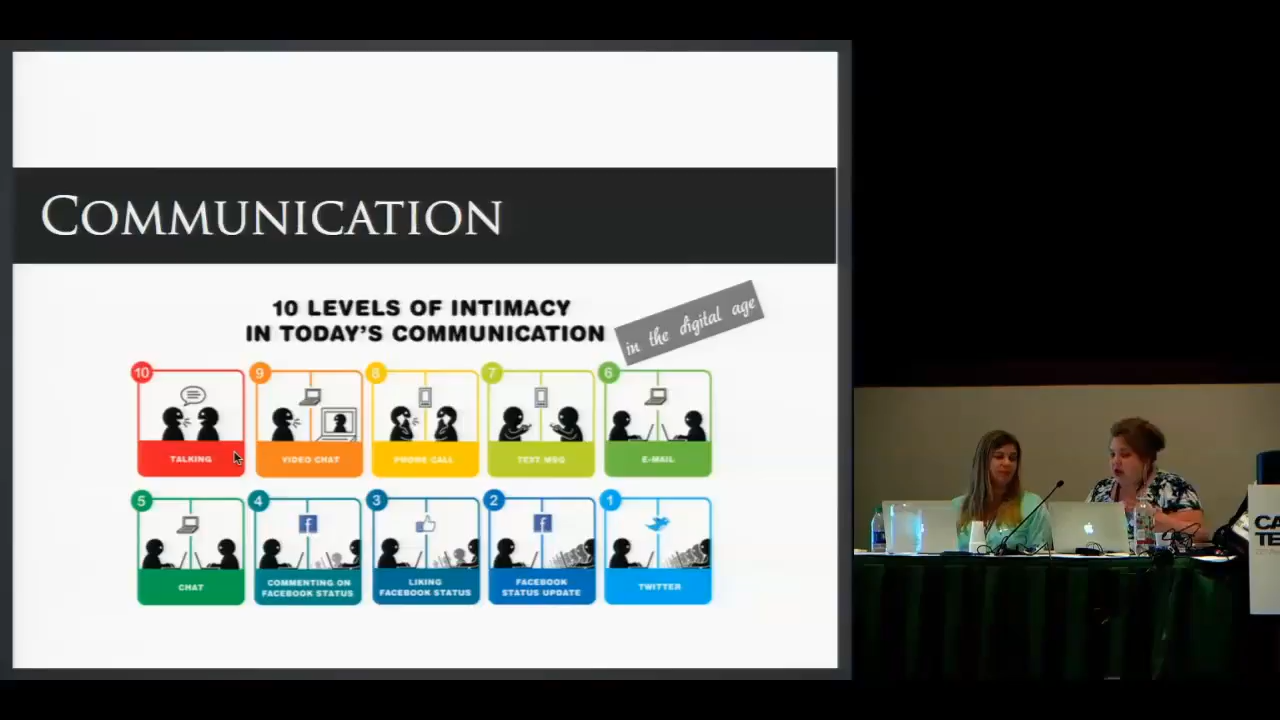 COMMUNICATION
10 LEVELS OF INTIMACY
IN TODAY'S COMMUNICATION
in the digital age
10
9
8
7
6
TALKING
VIDEO CHAT
PHONE CALL
TEXT MSG
E-MAIL
5
4
3
2
1
CHAT
COMMENTING ON
FACEBOOK STATUS
LIKING
FACEBOOK STATUS
FACEBOOK
STATUS UPDATE
TWITTER